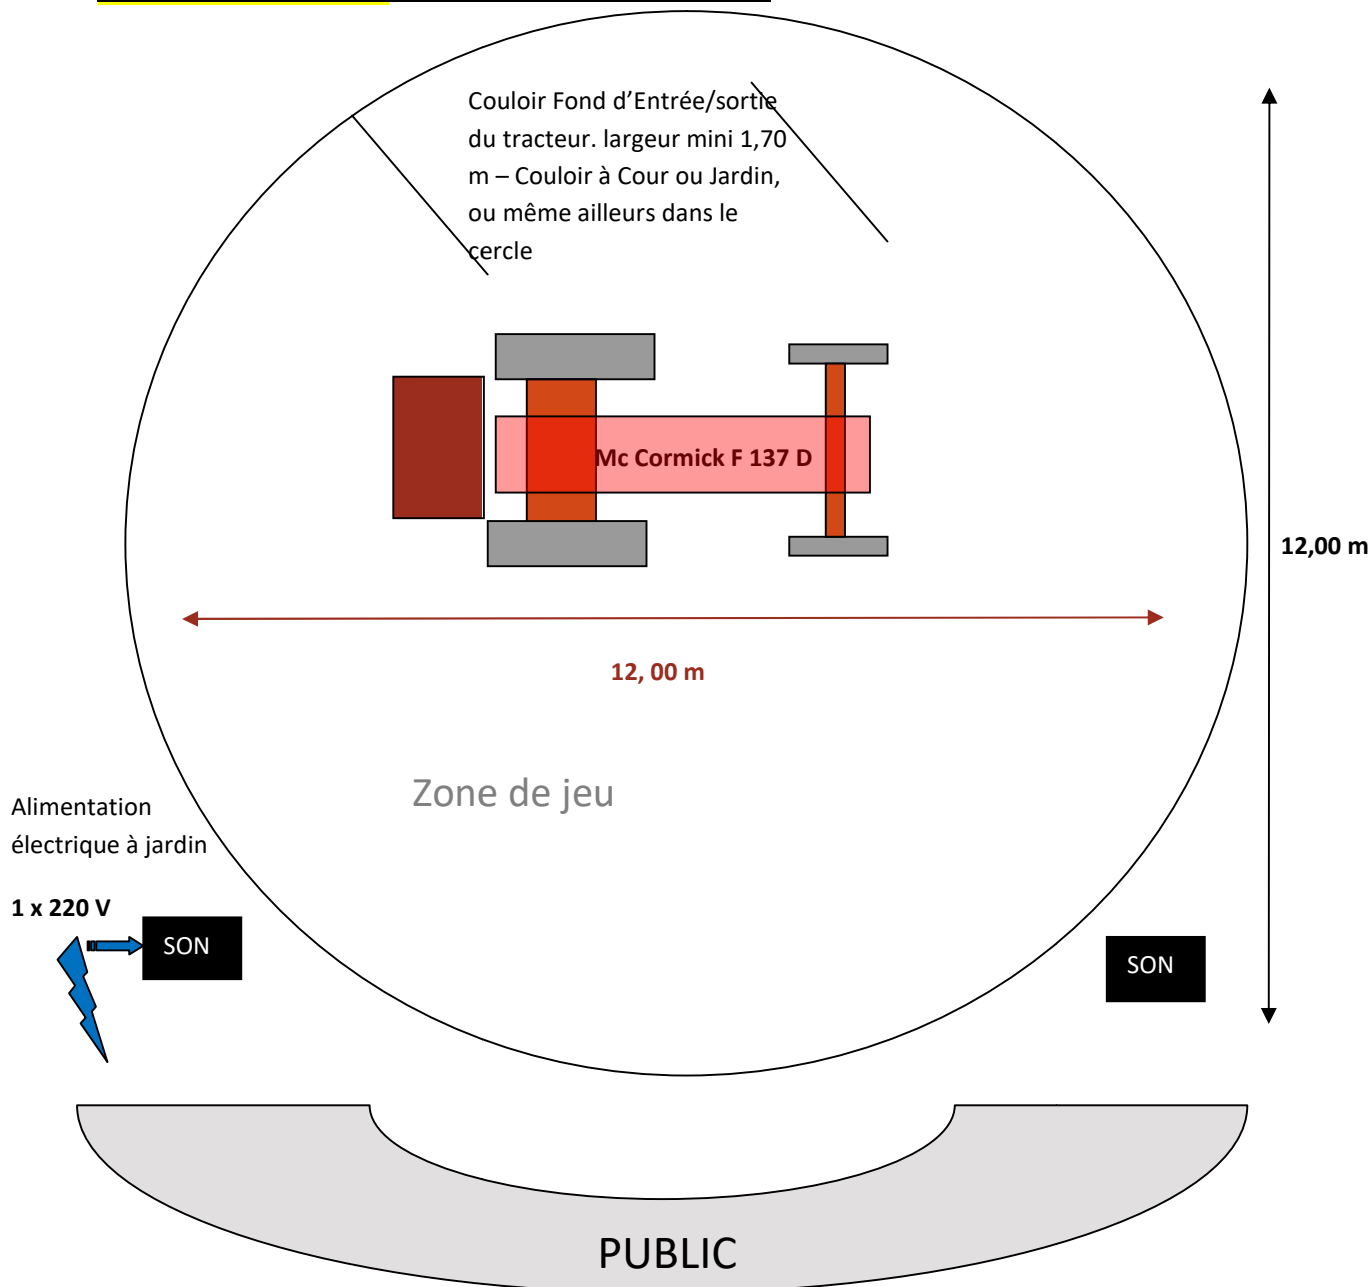 Couloir Fond d’Entrée/sortie
du tracteur. largeur mini 1,70
m – Couloir à Cour ou Jardin,
ou même ailleurs dans le
cercle
Mc Cormick F 137 D
12,00 m
12, 00 m
Zone de jeu
Alimentation
électrique à jardin
1 x 220 V
SON
SON
PUBLIC